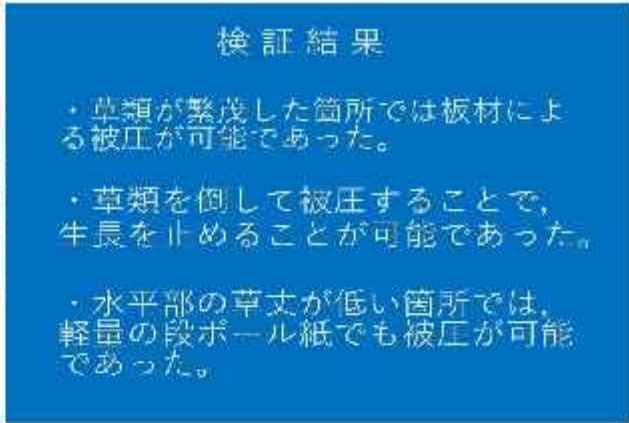 検証結果
・草類が繁茂した箇所では板材によ
る被圧が可能であった。
・草類を倒して被圧することで,
生長を止めることが可能であった。
・水平部の草丈が低い箇所では,
軽量の段ボール紙でも被圧が可能
であった。